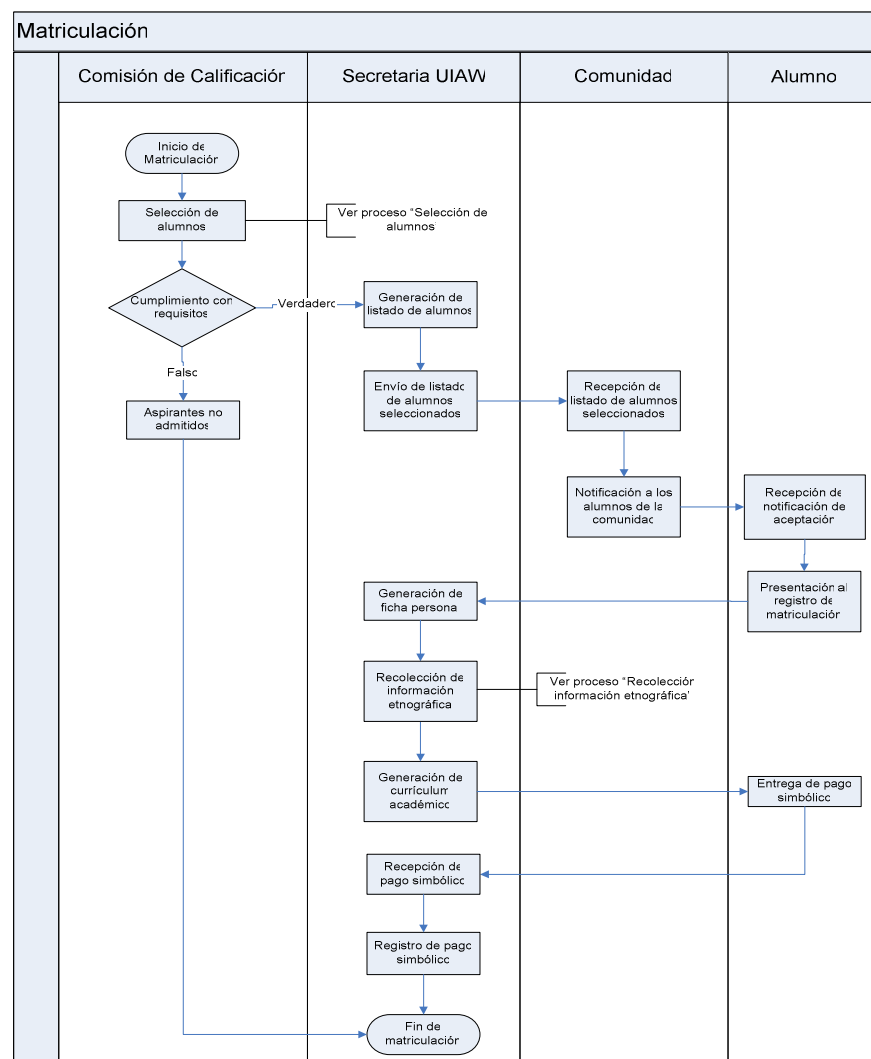 Matriculación
Comisión de Calificación
Secretaria UIAW
Comunidad
Alumno
Inicio de
Matriculación
Selección de
alumnos
Ver proceso “Selección de
alumnos”
Cumplimiento con
requisitos
Verdadero
Generación de
listado de alumnos
Falso
Envío de listado
de alumnos
seleccionados
Recepción de
listado de alumnos
seleccionados
Aspirantes no
admitidos
Notificación a los
alumnos de la
comunidad
Recepción de
notificación de
aceptación
Presentación al
registro de
matriculación
Generación de
ficha persona
Recolección de
información
etnográfica
Ver proceso “Recolección
información etnográfica”
Generación de
currículum
académico
Entrega de pago
simbólico
Recepción de
pago simbólico
Registro de pago
simbólico
Fin de
matriculación